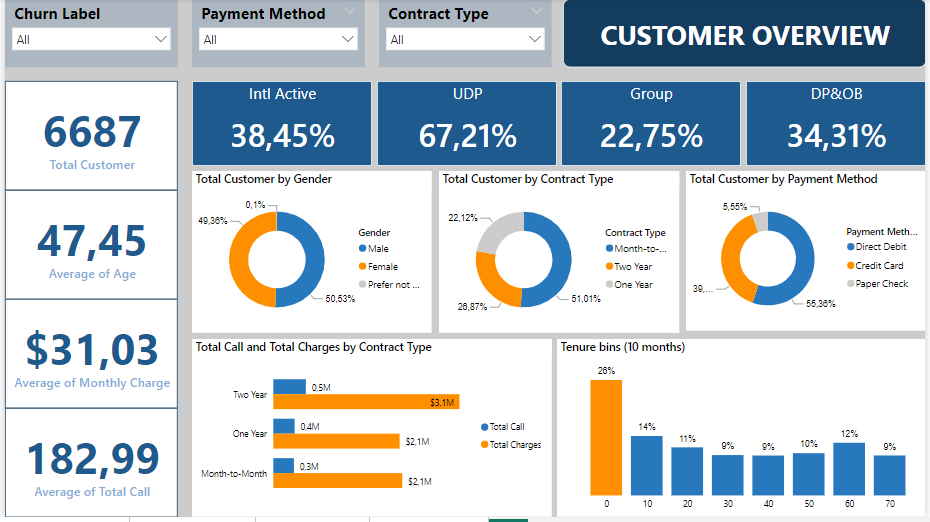 Churn Label
All
Payment Method
All
Contract Type
All
CUSTOMER OVERVIEW
6687
Total Customer
47,45
Average of Age
$31,03
Average of Monthly Charge
182,99
Average of Total Call
Intl Active
38,45%
UDP
67,21%
Group
22,75%
DP&OB
34,31%
Total Customer by Gender
0,1%
49,36%
50,53%
Gender
Male
Female
Prefer not ...
Total Customer by Contract Type
22,12%
26,87%
51,01%
Contract Type
Month-to-...
Two Year
One Year
Total Customer by Payment Method
5,55%
39,...
55,36%
Payment Meth...
Direct Debit
Credit Card
Paper Check
Total Call and Total Charges by Contract Type
Two Year
0,5M
$3,1M
One Year
0,4M
$2,1M
Month-to-Month
0,3M
$2,1M
Total Call
Total Charges
Tenure bins (10 months)
26%
14%
11%
9%
9%
10%
12%
9%
0 10 20 30 40 50 60 70